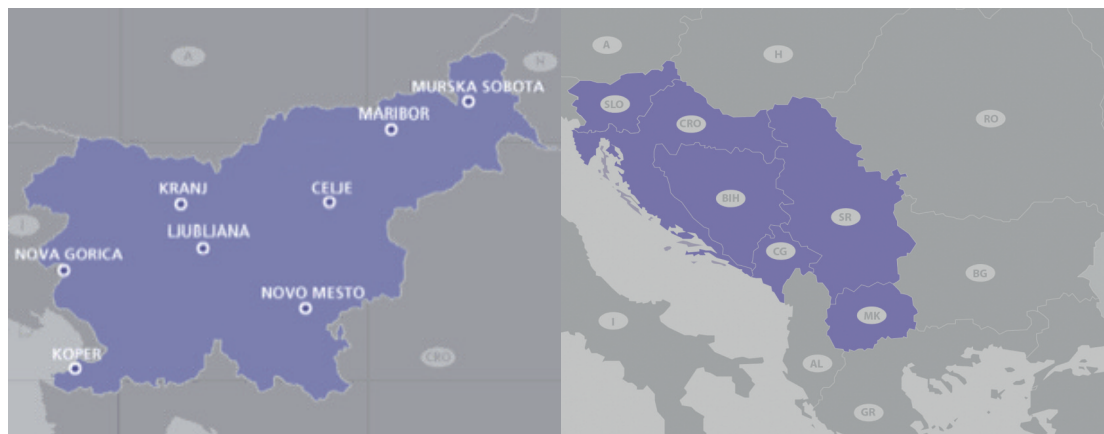 A
H
MURSKA SOBOTA
MARIBOR
KRANJ
CELJE
I
LJUBLJANA
NOVA GORICA
NOVO MESTO
KOPER
CRO
A
H
SLO
CRO
RO
BIH
SR
CG
BG
MK
I
AL
GR